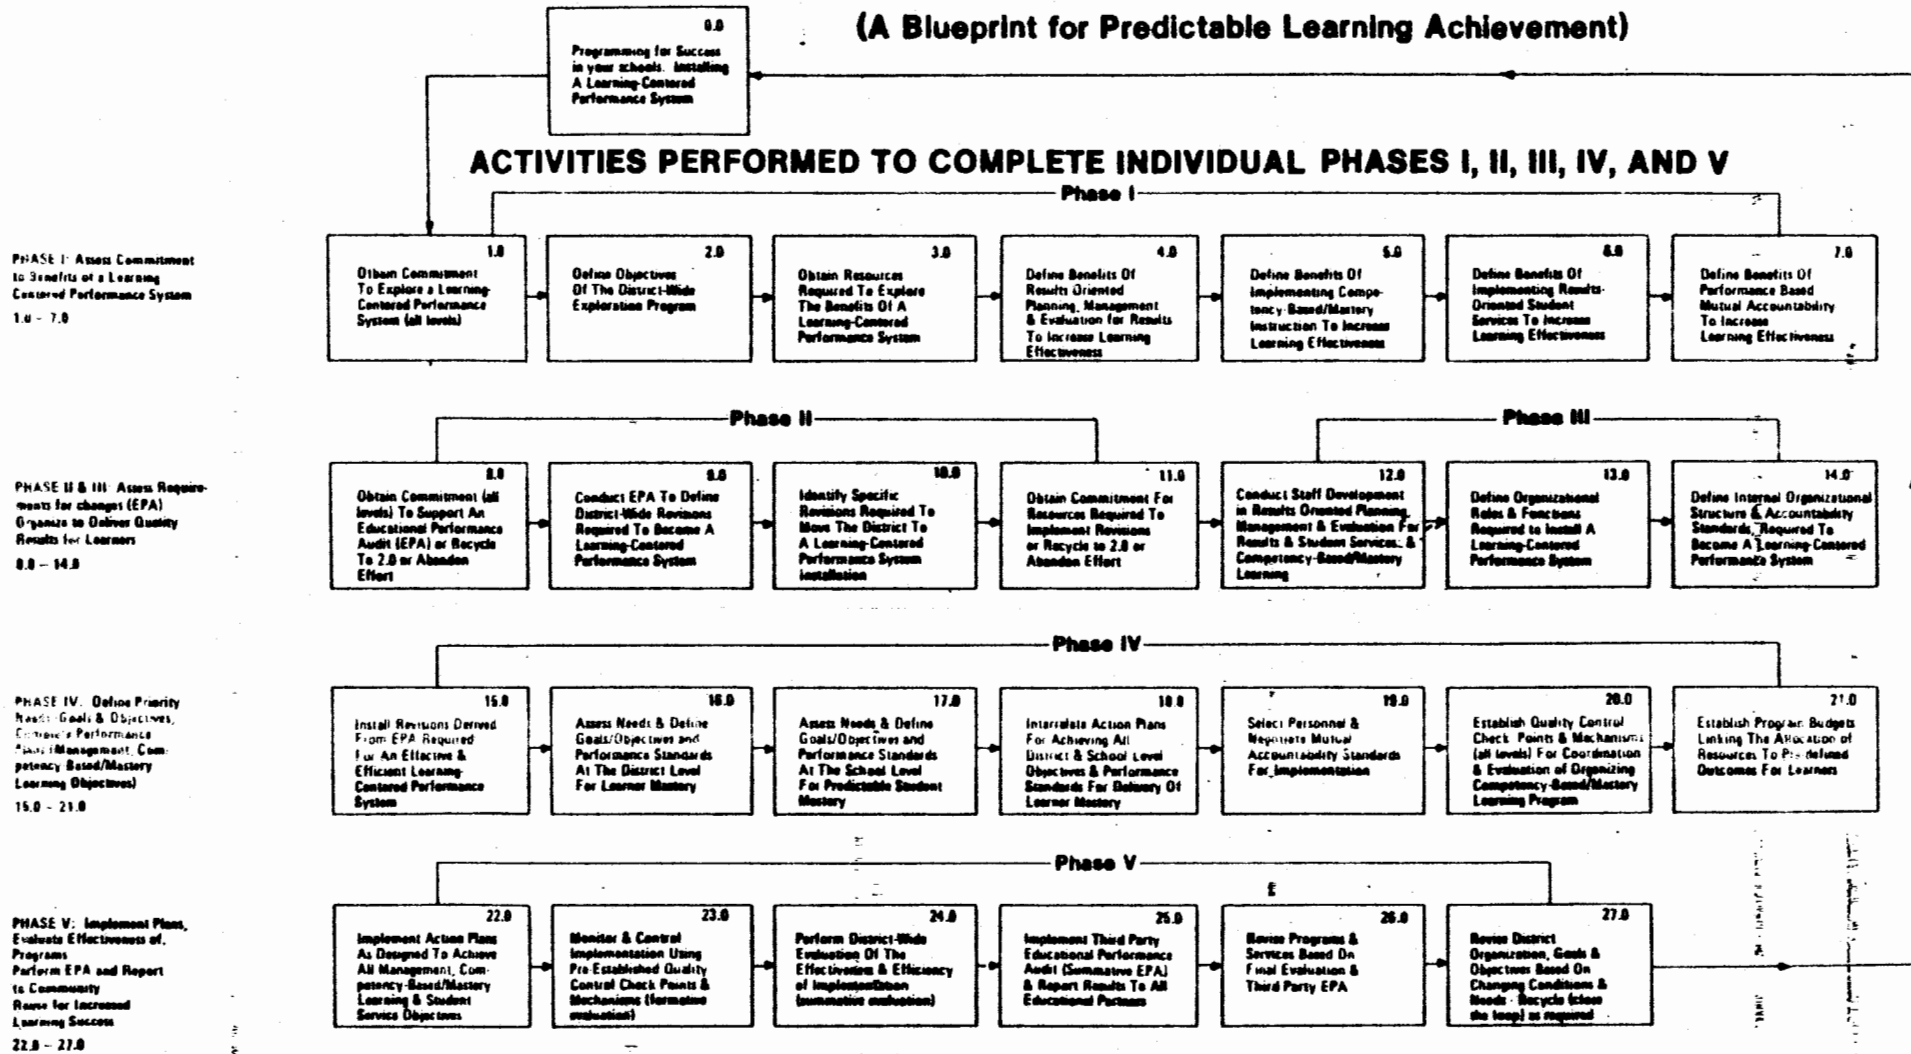 (A Blueprint for Predictable Learning Achievement)
0.0
Programming for Success
in your schools. Installing
A Learning-Centered
Performance System
ACTIVITIES PERFORMED TO COMPLETE INDIVIDUAL PHASES I, II, III, IV, AND V
Phase I
PHASE I: Assess Commitment
to Benefits of a Learning
Centered Performance System
1.0 - 7.0
1.0
Otbain Commitment
To Explore a Learning-
Centered Performance
System (all levels)
2.0
Define Objectives
Of The District-Wide
Exploration Program
3.0
Obtain Resources
Required To Explore
The Benefits Of A
Learning-Centered
Performance System
4.0
Define Benefits Of
Results Oriented
Planning, Management
& Evaluation for Results
To Increase Learning
Effectiveness
5.0
Define Benefits Of
Implementing Compe-
tency-Based/Mastery
Instruction To Increase
Learning Effectiveness
6.0
Define Benefits Of
Implementing Results-
Oriented Student
Services To Increase
Learning Effectiveness
7.0
Define Benefits Of
Performance Based
Mutual Accountability
To Increase
Learning Effectiveness
Phase II
Phase III
PHASE II & III: Assess Require-
ments for changes (EPA)
Organize to Deliver Quality
Results for Learners
8.0 - 14.0
8.0
Obtain Commitment (all
levels) To Support An
Educational Performance
Audit (EPA) or Recycle
To 2.0 or Abandon
Effort
9.0
Conduct EPA To Define
District-Wide Revisions
Required To Become A
Learning-Centered
Performance System
10.0
Identify Specific
Revisions Required To
Move The District To
A Learning-Centered
Performance System
Installation
11.0
Obtain Commitment For
Resources Required To
Implement Revisions
or Recycle to 2.0 or
Abandon Effort
12.0
Conduct Staff Development
in Results Oriented Planning,
Management & Evaluation For
Results & Student Services; &
Competency-Based/Mastery
Learning
13.0
Define Organizational
Roles & Functions
Required to Install A
Learning-Centered
Performance System
14.0
Define Internal Organizational
Structure & Accountability
Standards, Required To
Become A Learning-Centered
Performance System
Phase IV
PHASE IV: Define Priority
Needs, Goals & Objectives,
Performance
(Management, Com-
petency-Based/Mastery
Learning Objectives)
15.0 - 21.0
15.0
Install Revisions Derived
From EPA Required
For An Effective &
Efficient Learning-
Centered Performance
System
16.0
Assess Needs & Define
Goals/Objectives and
Performance Standards
At The District Level
For Learner Mastery
17.0
Assess Needs & Define
Goals/Objectives and
Performance Standards
At The School Level
For Predictable Student
Mastery
18.0
Interrelate Action Plans
For Achieving All
District & School Level
Objectives & Performance
Standards For Delivery Of
Learner Mastery
19.0
Select Personnel &
Negotiate Mutual
Accountability Standards
For Implementation
20.0
Establish Quality Control
Check Points & Mechanisms
(all levels) For Coordination
& Evaluation of Organizing
Competency-Based/Mastery
Learning Program
21.0
Establish Program Budgets
Linking The Allocation of
Resources To Pre-defined
Outcomes For Learners
Phase V
PHASE V: Implement Plans,
Evaluate Effectiveness of
Programs
Perform EPA and Report
to Community
for Increased
Learning Success
22.0 - 27.0
22.0
Implement Action Plans
As Designed To Achieve
All Management, Com-
petency-Based/Mastery
Learning & Student
Service Objectives
23.0
Monitor & Control
Implementation Using
Pre-Established Quality
Control Check Points &
Mechanisms (formative
evaluation)
24.0
Perform District-Wide
Evaluation Of The
Effectiveness & Efficiency
of Implementation
(summative evaluation)
25.0
Implement Third Party
Educational Performance
Audit (Summative EPA)
& Report Results To All
Educational Partners
26.0
Revise Programs &
Services Based On
Final Evaluation &
Third Party EPA
27.0
Revise District
Organization, Goals &
Objectives Based On
Changing Conditions &
Needs - Recycle (close
the loop) as required